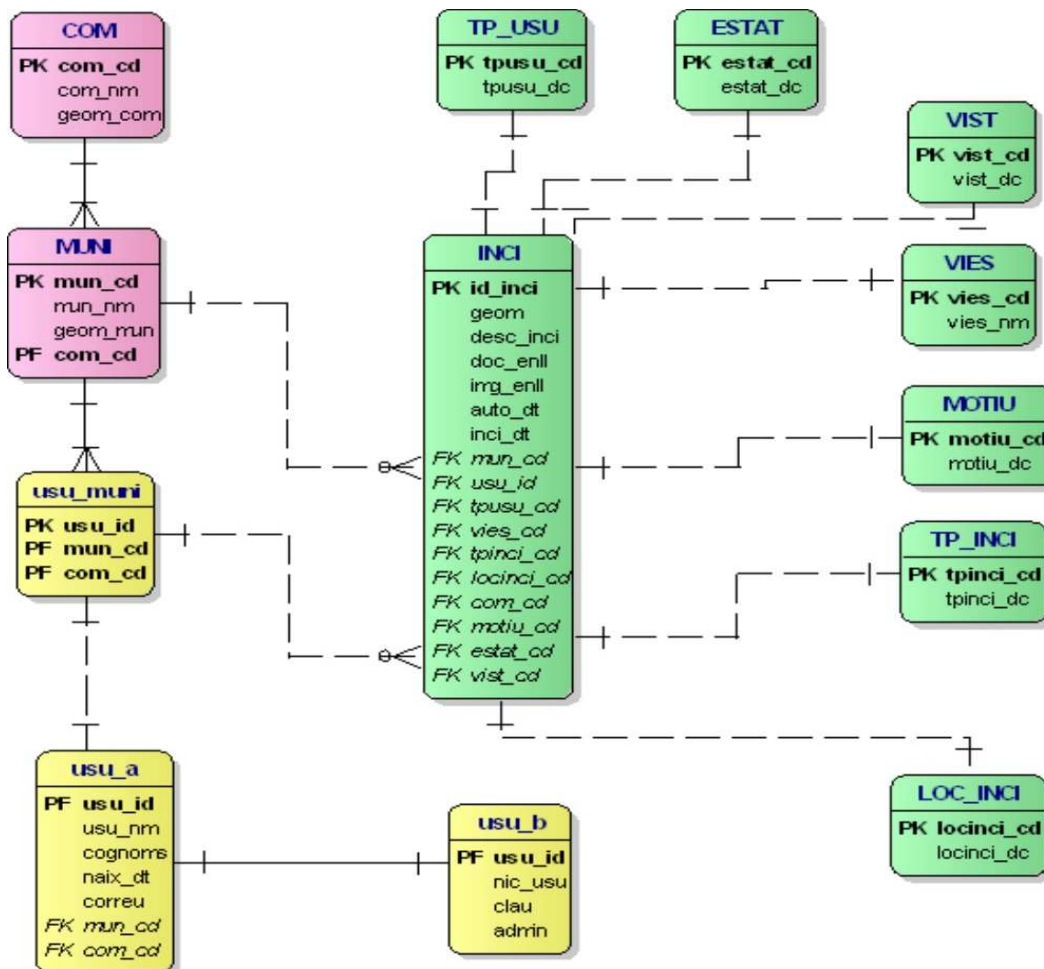 COM
PK com_cd
com_nm
geom_com
TP_USU
PK tpusu_cd
tpusu_dc
ESTAT
PK estat_cd
estat_dc
VIST
PK vist_cd
vist_dc
MUNI
PK mun_cd
mun_nm
geom_mun
PF com_cd
INCI
PK id_inci
geom
desc_inci
doc_enll
img_enll
auto_dt
inci_dt
FK mun_cd
FK usu_id
FK tpusu_cd
FK vies_cd
FK tpinci_cd
FK locinci_cd
FK com_cd
FK motiu_cd
FK estat_cd
FK vist_cd
VIES
PK vies_cd
vies_nm
MOTIU
PK motiu_cd
motiu_dc
usu_muni
PK usu_id
PF mun_cd
PF com_cd
TP_INCI
PK tpinci_cd
tpinci_dc
usu_a
PF usu_id
usu_nm
cognoms
naix_dt
correu
FK mun_cd
FK com_cd
usu_b
PF usu_id
nic_usu
clau
admin
LOC_INCI
PK locinci_cd
locinci_dc